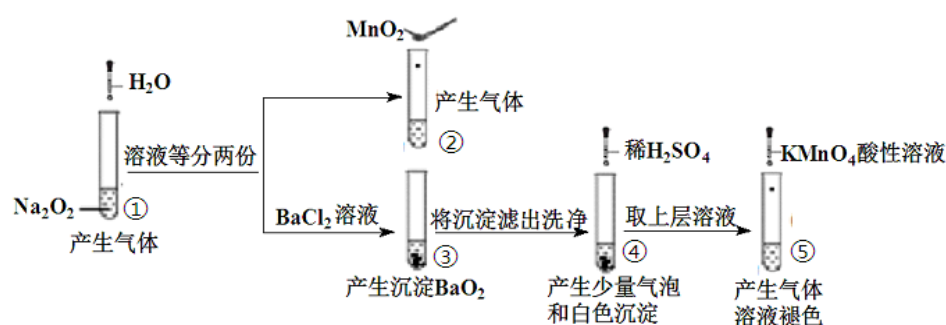 MnO₂
H₂O
产生气体
②
溶液等分两份
稀H₂SO₄
KMnO₄酸性溶液
Na₂O₂
①
产生气体
BaCl₂溶液
将沉淀滤出洗净
取上层溶液
③
④
⑤
产生沉淀BaO₂
产生少量气泡
和白色沉淀
产生气体
溶液褪色